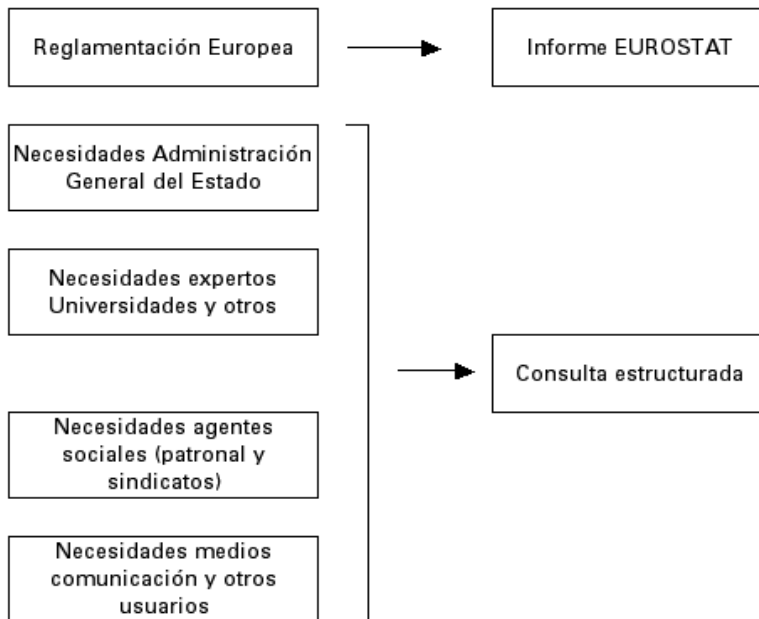 Reglamentación Europea
Informe EUROSTAT
Necesidades Administración
General del Estado
Necesidades expertos
Universidades y otros
Consulta estructurada
Necesidades agentes
sociales (patronal y
sindicatos)
Necesidades medios
comunicación y otros
usuarios